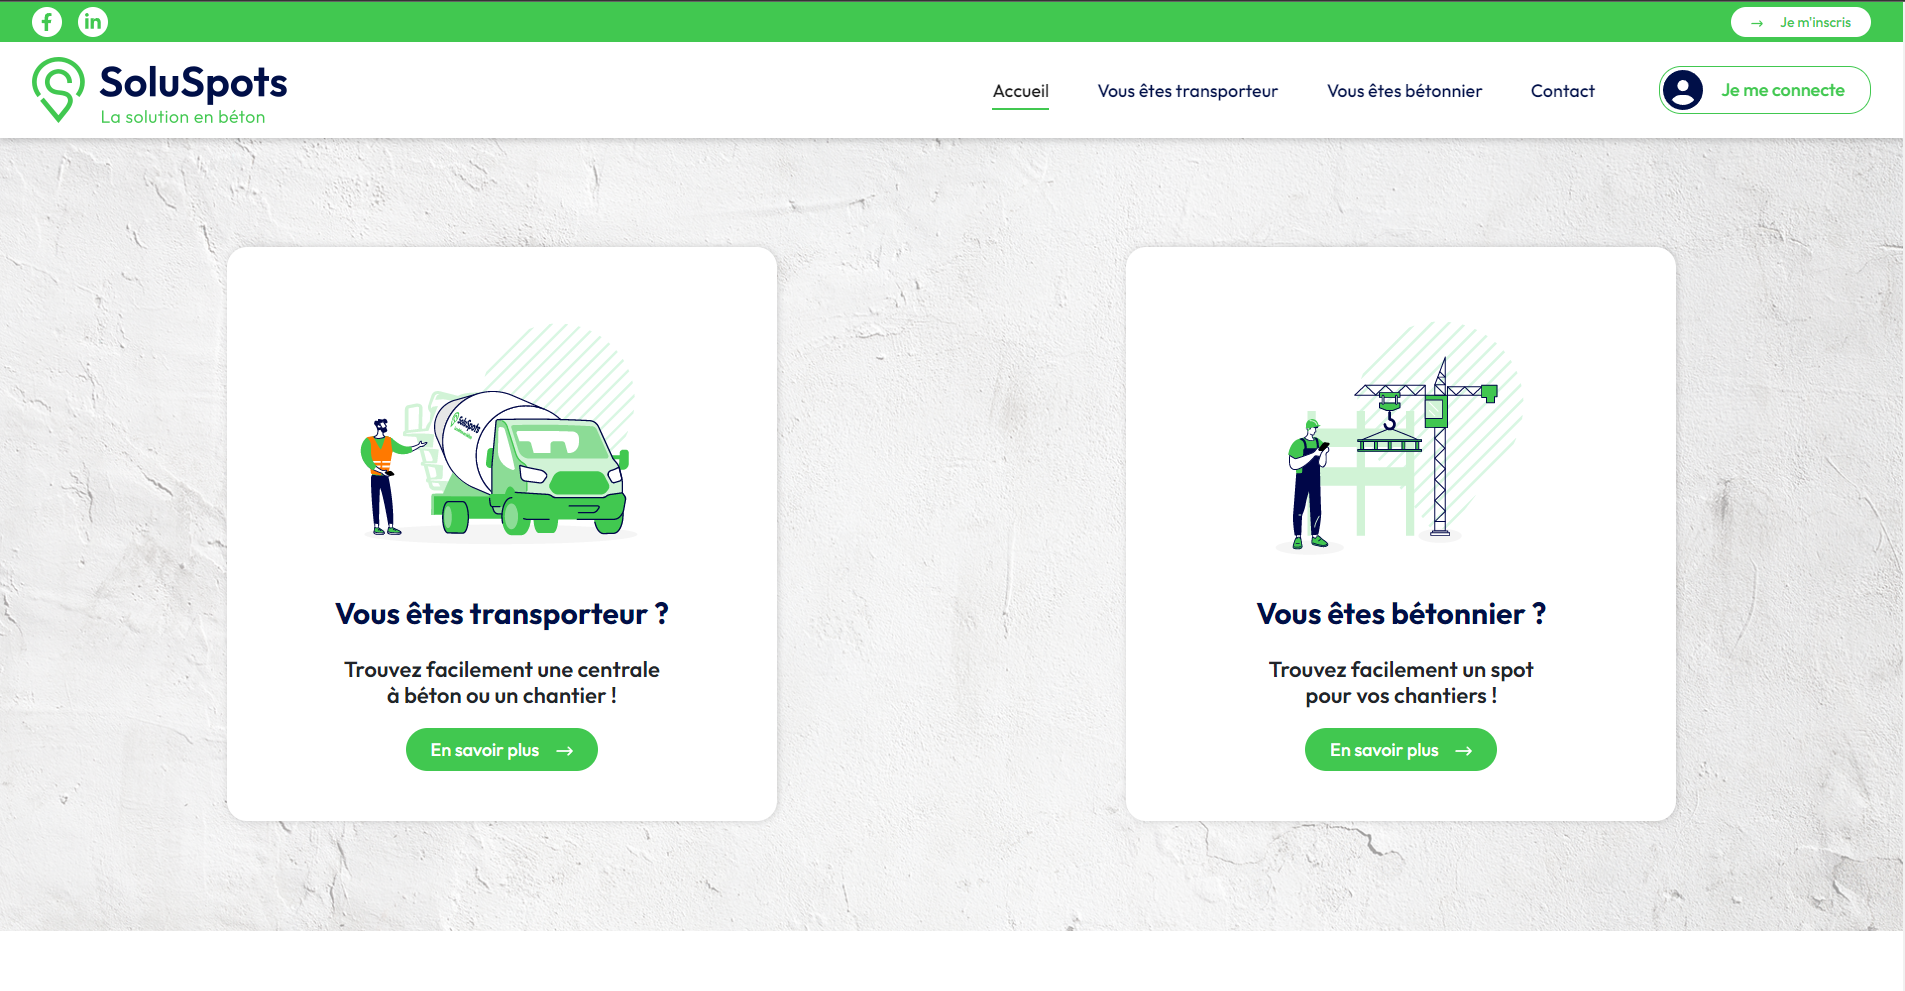 Je m'inscris
SoluSpots
La solution en béton
Accueil
Vous êtes transporteur
Vous êtes bétonnier
Contact
Je me connecte
SoluSpots
Vous êtes transporteur ?
Trouvez facilement une centrale
à béton ou un chantier !
En savoir plus
Vous êtes bétonnier ?
Trouvez facilement un spot
pour vos chantiers !
En savoir plus